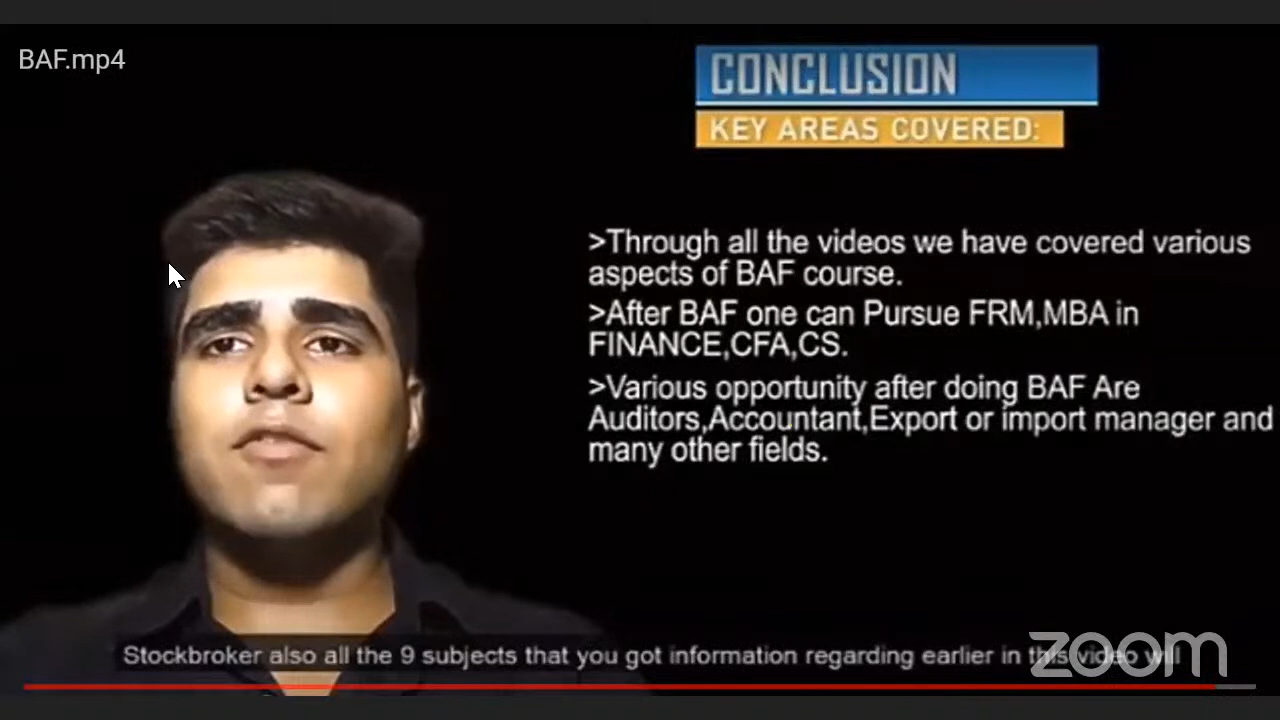 BAF.mp4
CONCLUSION
KEY AREAS COVERED:
>Through all the videos we have covered various
aspects of BAF course.
>After BAF one can Pursue FRM,MBA in
FINANCE,CFA,CS.
>Various opportunity after doing BAF Are
Auditors,Accountant,Export or import manager and
many other fields.
Stockbroker also all the 9 subjects that you got information regarding earlier in this video will
zoom